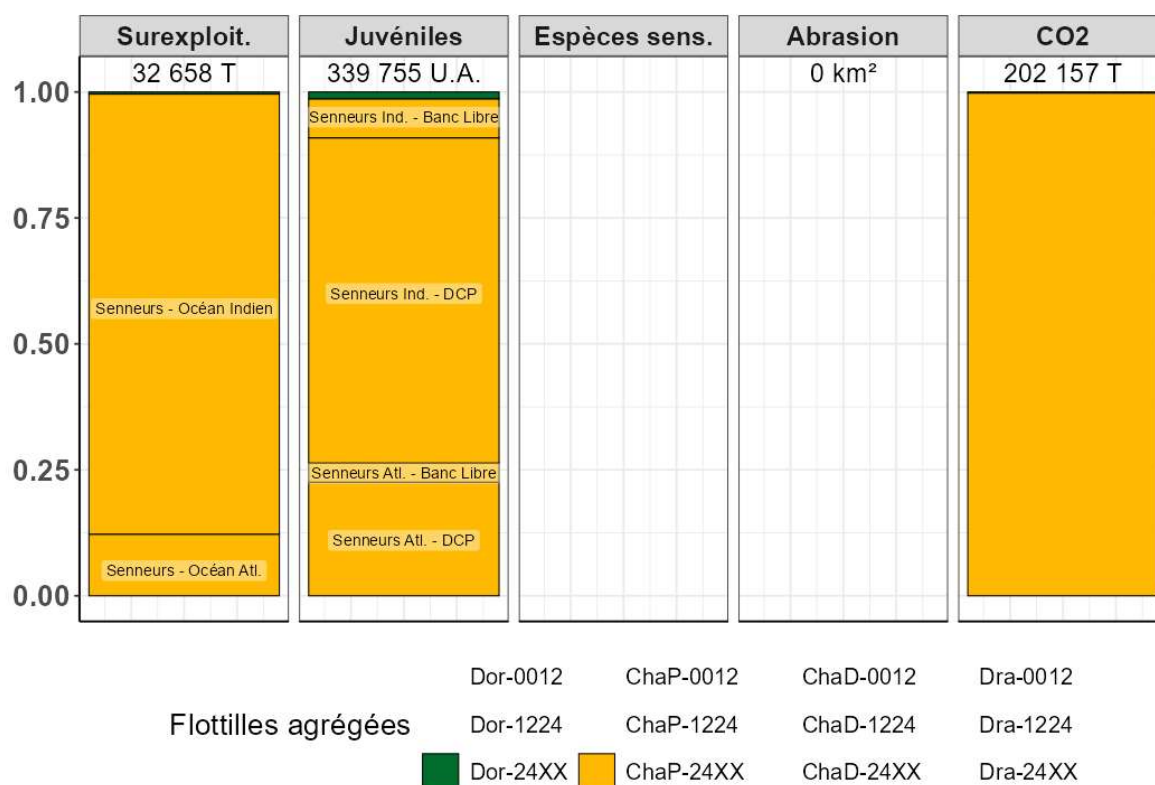 Surexploit. Juvéniles Espèces sens. Abrasion CO2
32 658 T 339 755 U.A. 0 km² 202 157 T
1.00
Senneurs Ind. - Banc Libre
0.75
Senneurs Ind. - DCP
Senneurs - Océan Indien
0.50
0.25
Senneurs Atl. - Banc Libre
Senneurs Atl. - DCP
Senneurs - Océan Atl.
0.00
Dor-0012 ChaP-0012 ChaD-0012 Dra-0012
Flottilles agrégées Dor-1224 ChaP-1224 ChaD-1224 Dra-1224
Dor-24XX ChaP-24XX ChaD-24XX Dra-24XX